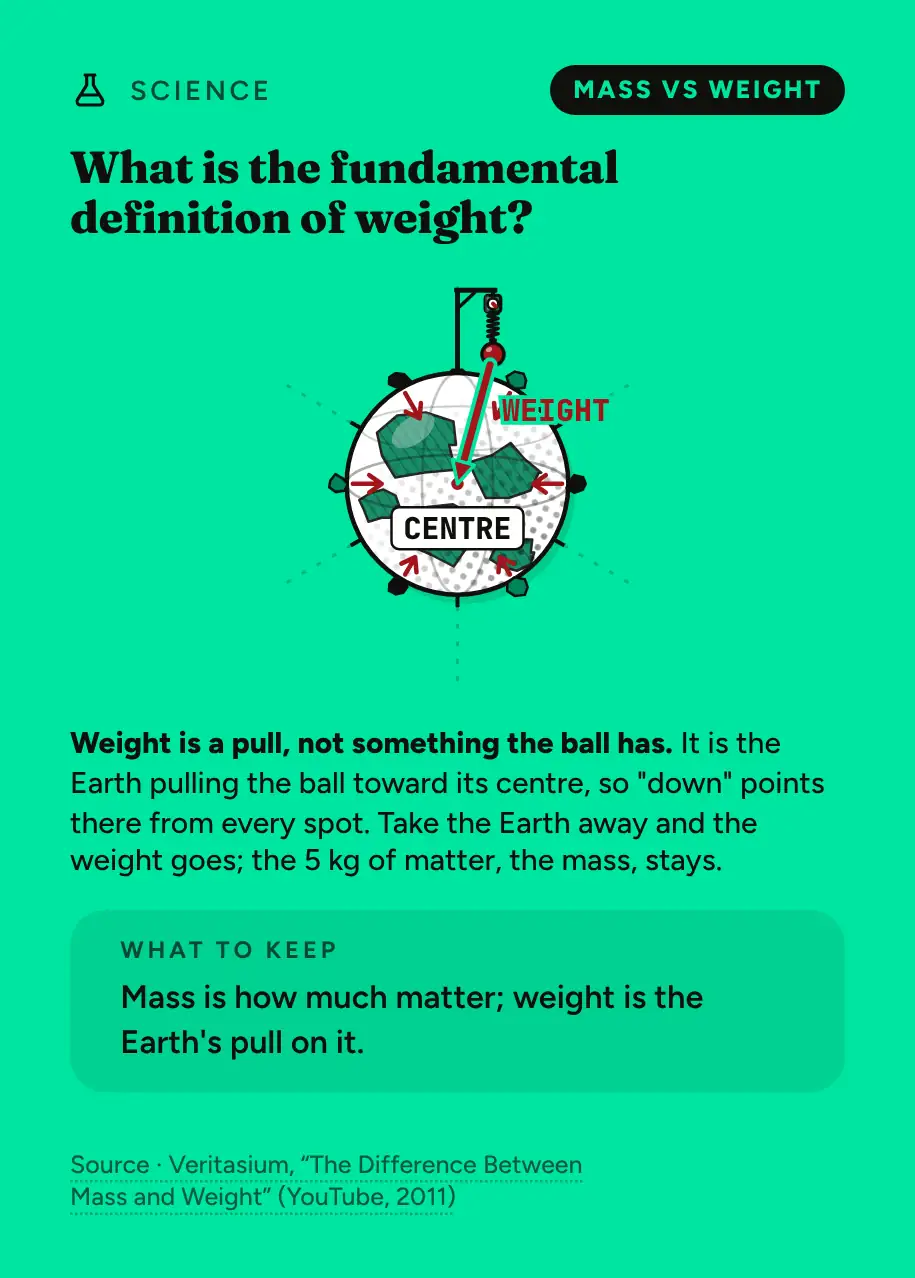 SCIENCE
MASS VS WEIGHT
What is the fundamental
definition of weight?
WEIGHT
CENTRE
Weight is a pull, not something the ball has. It is the
Earth pulling the ball toward its centre, so "down" points
there from every spot. Take the Earth away and the
weight goes; the 5 kg of matter, the mass, stays.
WHAT TO KEEP
Mass is how much matter; weight is the
Earth's pull on it.
Source · Veritasium, “The Difference Between
Mass and Weight” (YouTube, 2011)